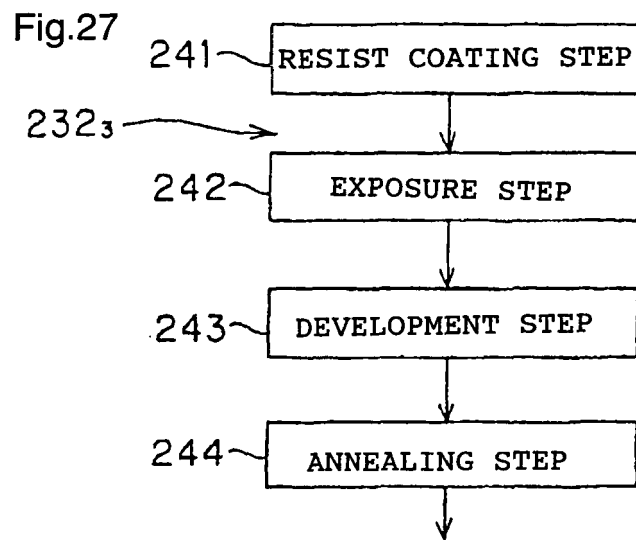 Fig.27
241 RESIST COATING STEP
232₃
242 EXPOSURE STEP
243 DEVELOPMENT STEP
244 ANNEALING STEP